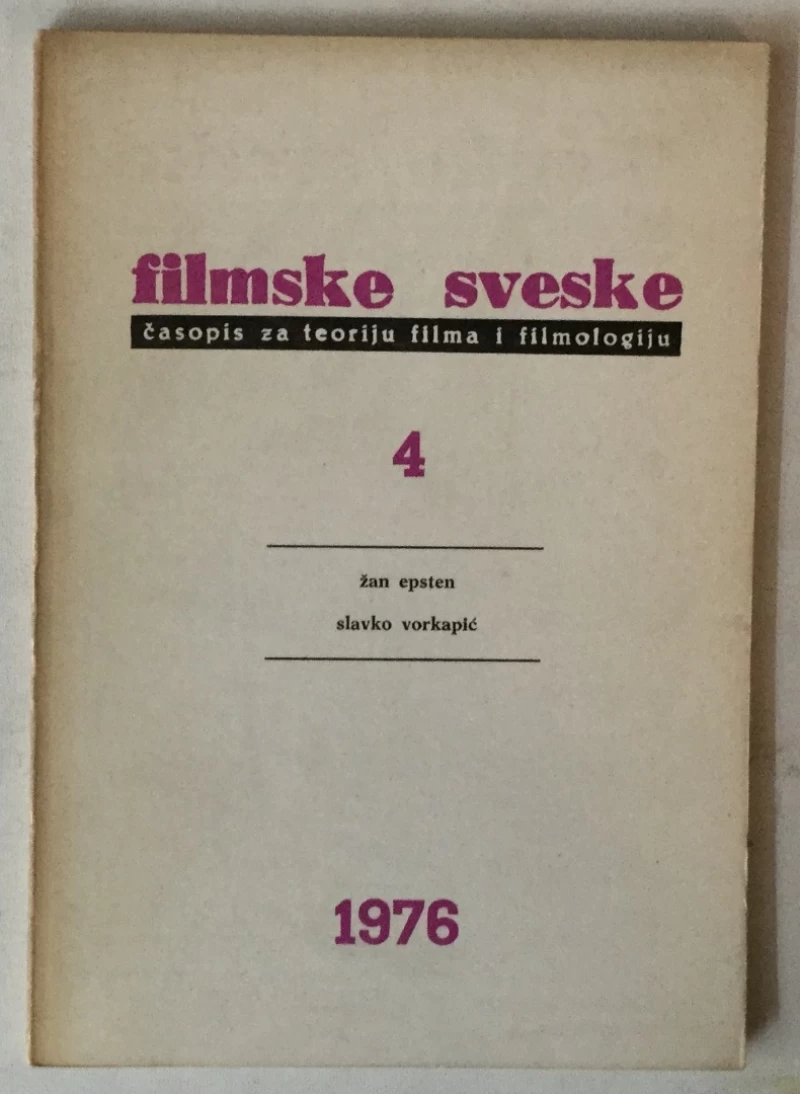 filmske sveske
časopis za teoriju filma i filmologiju
4
žan epsten
slavko vorkapić
1976